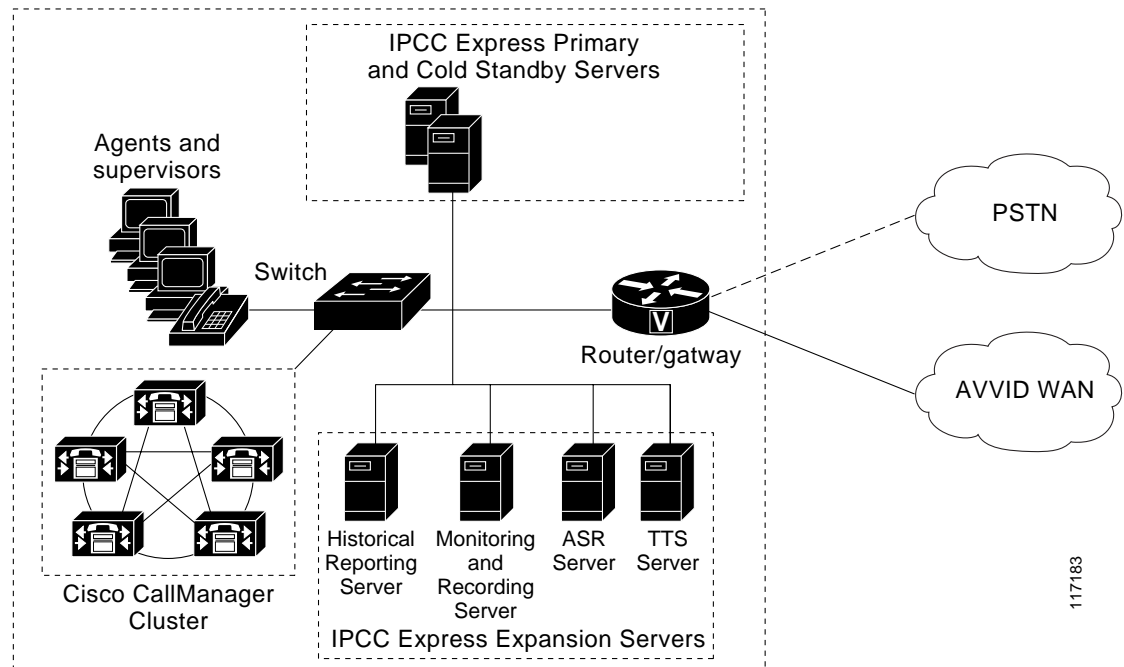 IPCC Express Primary
and Cold Standby Servers
Agents and
supervisors
PSTN
Switch
V
Router/gatway
AVVID WAN
Historical
Reporting
Server
Monitoring
and
Recording
Server
ASR
Server
TTS
Server
Cisco CallManager
Cluster
IPCC Express Expansion Servers
117183